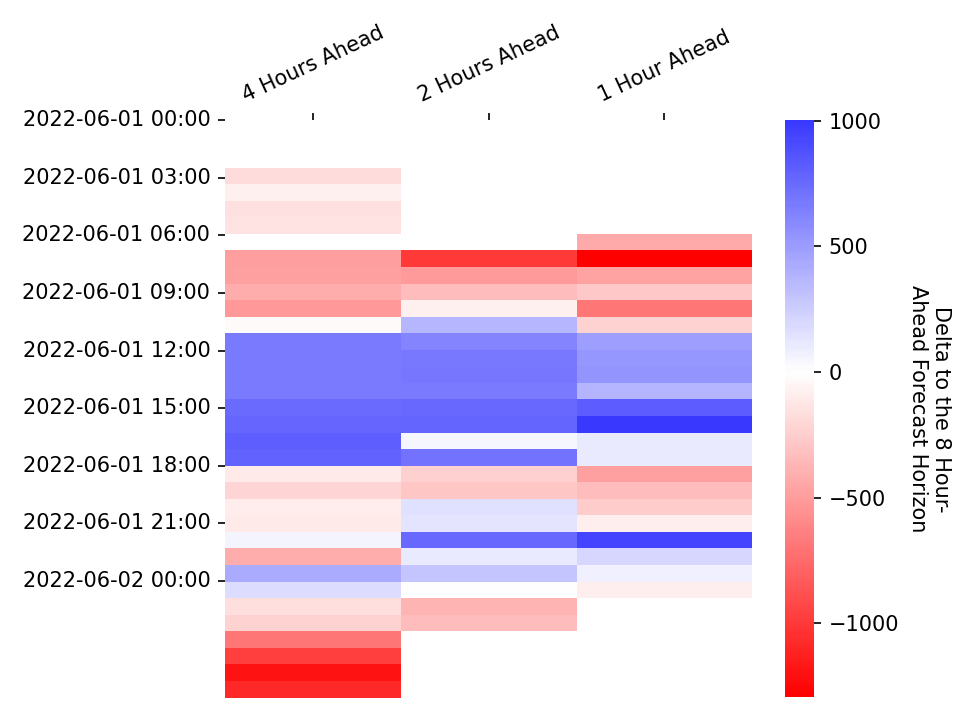 4 Hours Ahead
2 Hours Ahead
1 Hour Ahead
2022-06-01 00:00
2022-06-01 03:00
2022-06-01 06:00
2022-06-01 09:00
2022-06-01 12:00
2022-06-01 15:00
2022-06-01 18:00
2022-06-01 21:00
2022-06-02 00:00
1000
500
0
−500
−1000
Delta to the 8 Hour-
Ahead Forecast Horizon